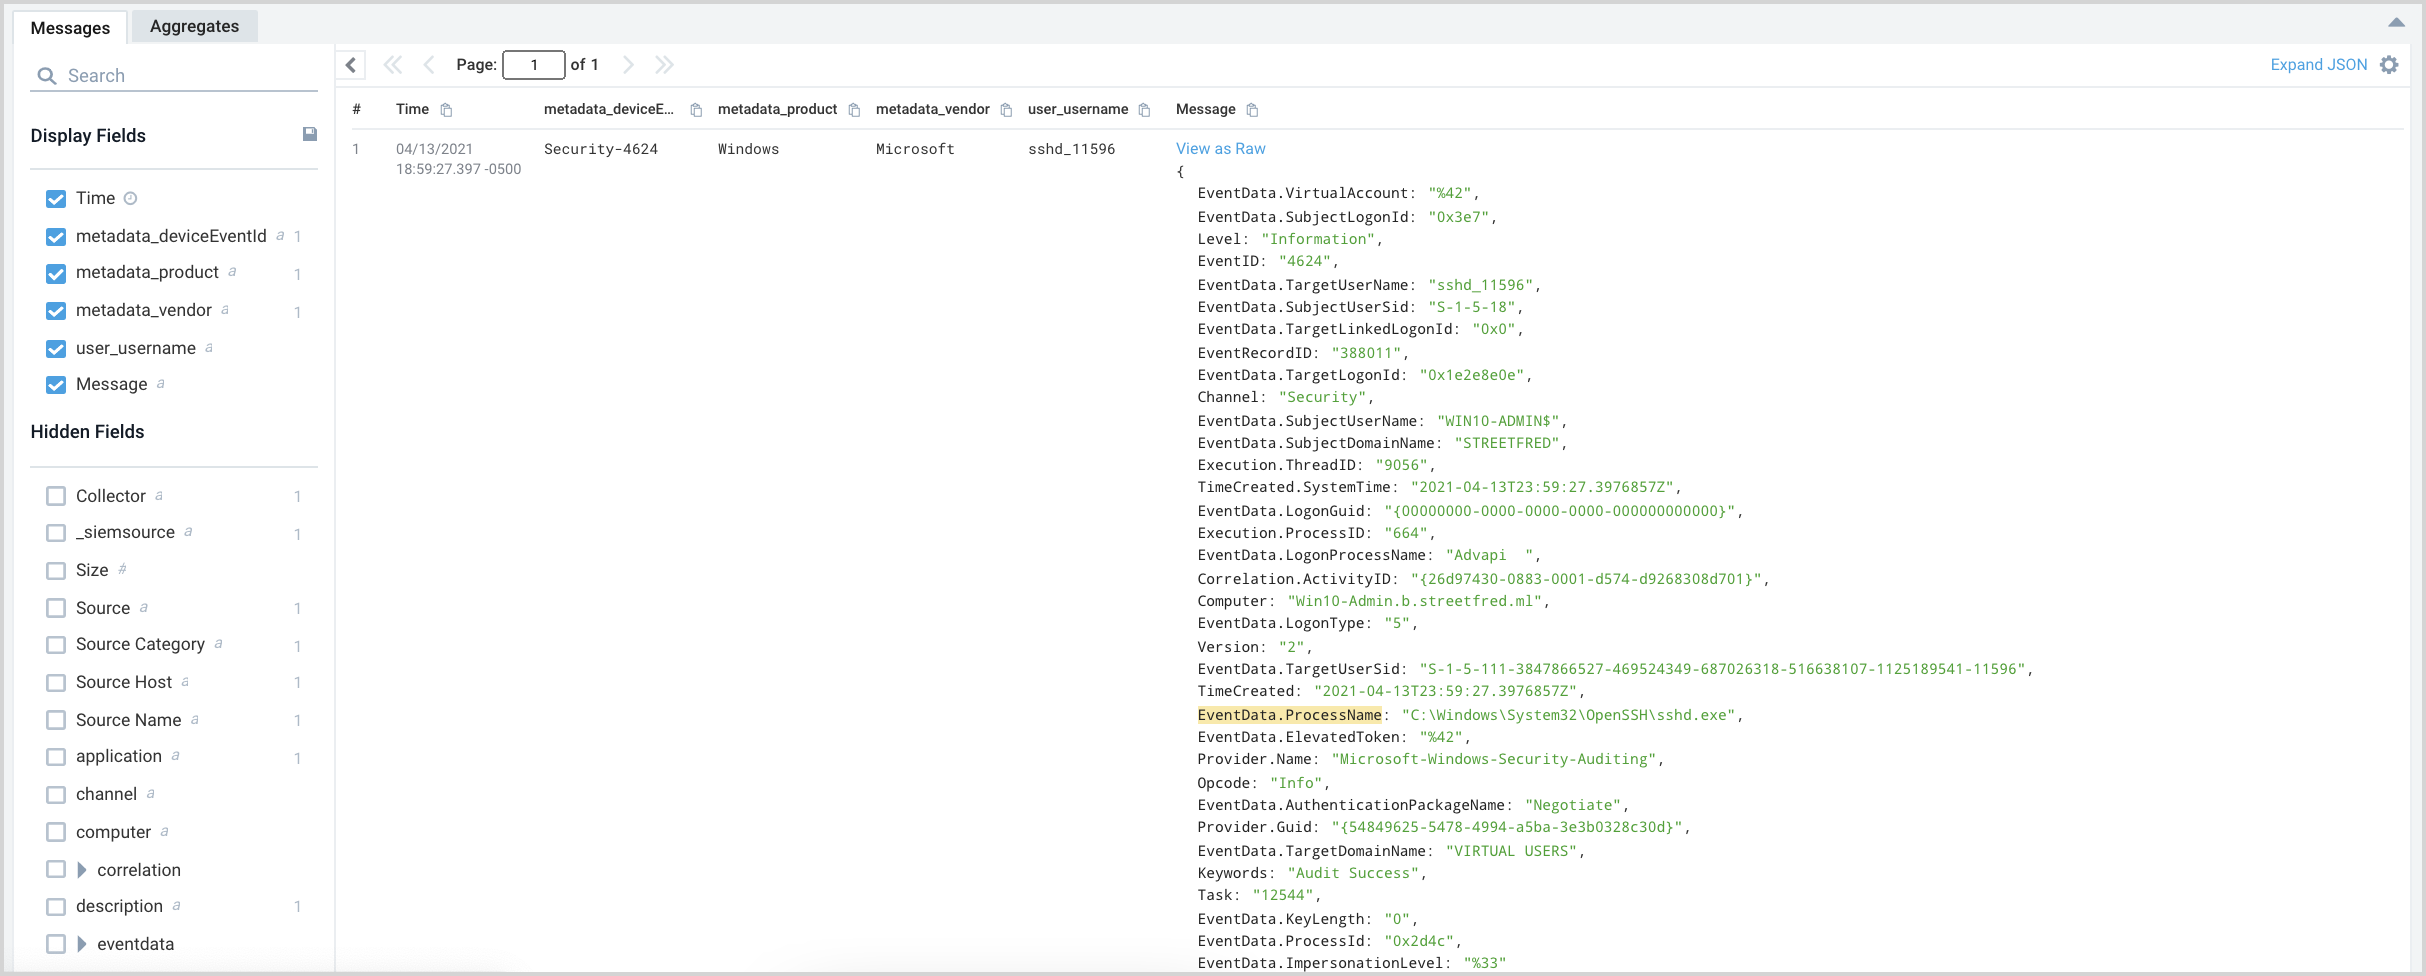 Messages
Aggregates
Search
Display Fields
Time
metadata_deviceEventId a 1
metadata_product a 1
metadata_vendor a 1
user_username a
Message a
Hidden Fields
Collector a 1
_siemsource a 1
Size #
Source a 1
Source Category a 1
Source Host a 1
Source Name a 1
application a 1
channel a
computer a
correlation
description a 1
eventdata
Page: 1 of 1
Expand JSON
# Time metadata_deviceE... metadata_product metadata_vendor user_username Message
1 04/13/2021 Security-4624 Windows Microsoft sshd_11596 View as Raw
18:59:27.397 -0500
{
EventData.VirtualAccount: "%42",
EventData.SubjectLogonId: "0x3e7",
Level: "Information",
EventID: "4624",
EventData.TargetUserName: "sshd_11596",
EventData.SubjectUserSid: "S-1-5-18",
EventData.TargetLinkedLogonId: "0x0",
EventRecordID: "388011",
EventData.TargetLogonId: "0x1e2e8e0e",
Channel: "Security",
EventData.SubjectUserName: "WIN10-ADMIN$",
EventData.SubjectDomainName: "STREETFRED",
Execution.ThreadID: "9056",
TimeCreated.SystemTime: "2021-04-13T23:59:27.3976857Z",
EventData.LogonGuid: "{00000000-0000-0000-0000-000000000000}",
Execution.ProcessID: "664",
EventData.LogonProcessName: "Advapi  ",
Correlation.ActivityID: "{26d97430-0883-0001-d574-d9268308d701}",
Computer: "Win10-Admin.b.streetfred.ml",
EventData.LogonType: "5",
Version: "2",
EventData.TargetUserSid: "S-1-5-111-3847866527-469524349-687026318-516638107-1125189541-11596",
TimeCreated: "2021-04-13T23:59:27.3976857Z",
EventData.ProcessName: "C:\Windows\System32\OpenSSH\sshd.exe",
EventData.ElevatedToken: "%42",
Provider.Name: "Microsoft-Windows-Security-Auditing",
Opcode: "Info",
EventData.AuthenticationPackageName: "Negotiate",
Provider.Guid: "{54849625-5478-4994-a5ba-3e3b0328c30d}",
EventData.TargetDomainName: "VIRTUAL USERS",
Keywords: "Audit Success",
Task: "12544",
EventData.KeyLength: "0",
EventData.ProcessId: "0x2d4c",
EventData.ImpersonationLevel: "%33"